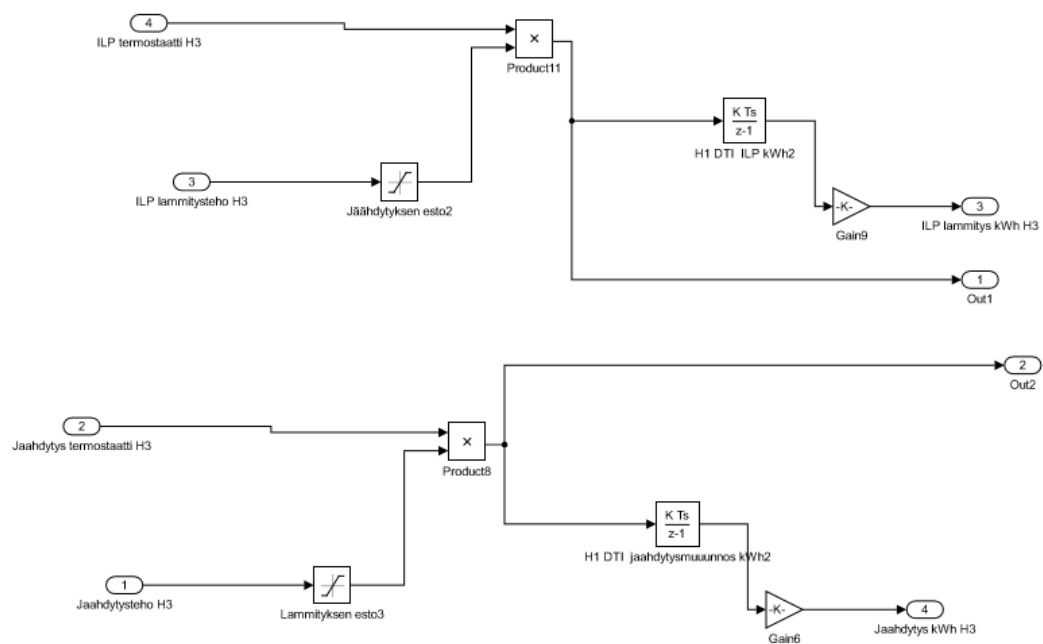 4
ILP termostaatti H3
×
Product11
K Ts
z-1
H1 DTI ILP kWh2
3
ILP lammitysteho H3
Jäähdytyksen esto2
-K-
Gain9
3
ILP lammitys kWh H3
1
Out1
2
Out2
2
Jaahdytys termostaatti H3
×
Product8
K Ts
z-1
H1 DTI jaahdytysmuuunnos kWh2
1
Jaahdytysteho H3
Lammityksen esto3
-K-
Gain6
4
Jaahdytys kWh H3